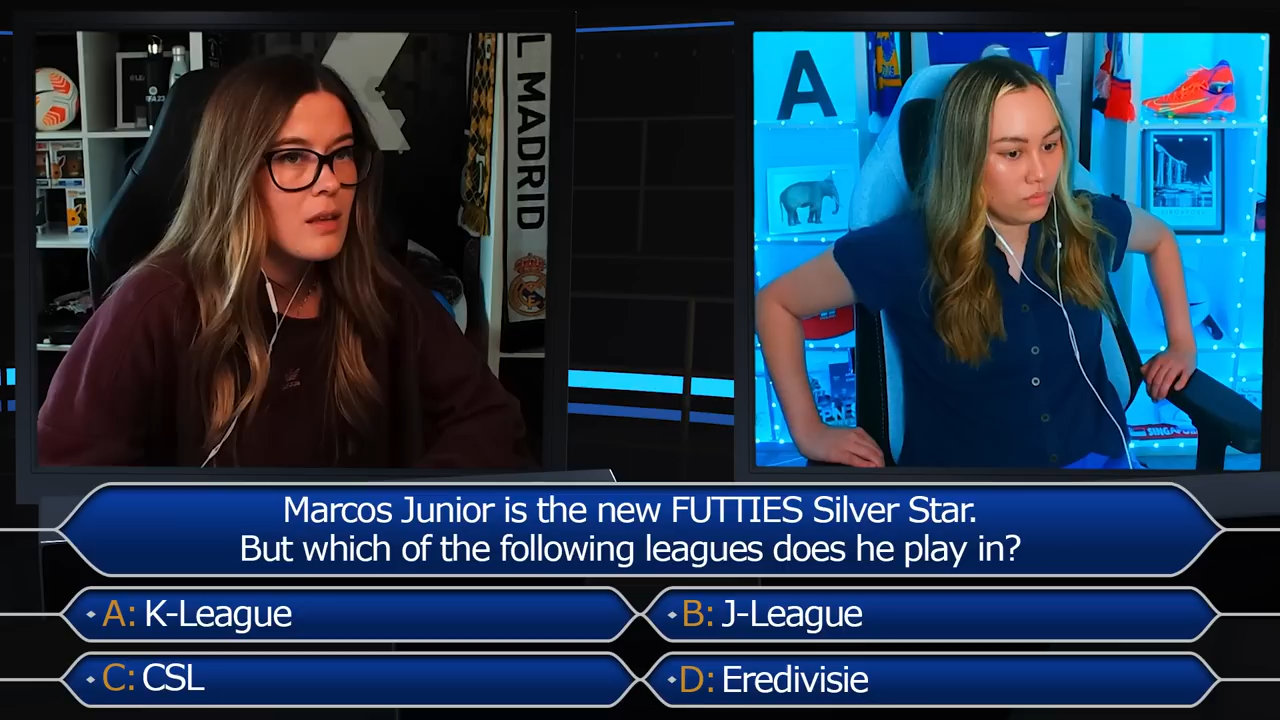 L MADRID
A
SINGAPORE
Marcos Junior is the new FUTTIES Silver Star.
But which of the following leagues does he play in?
A: K-League
B: J-League
C: CSL
D: Eredivisie